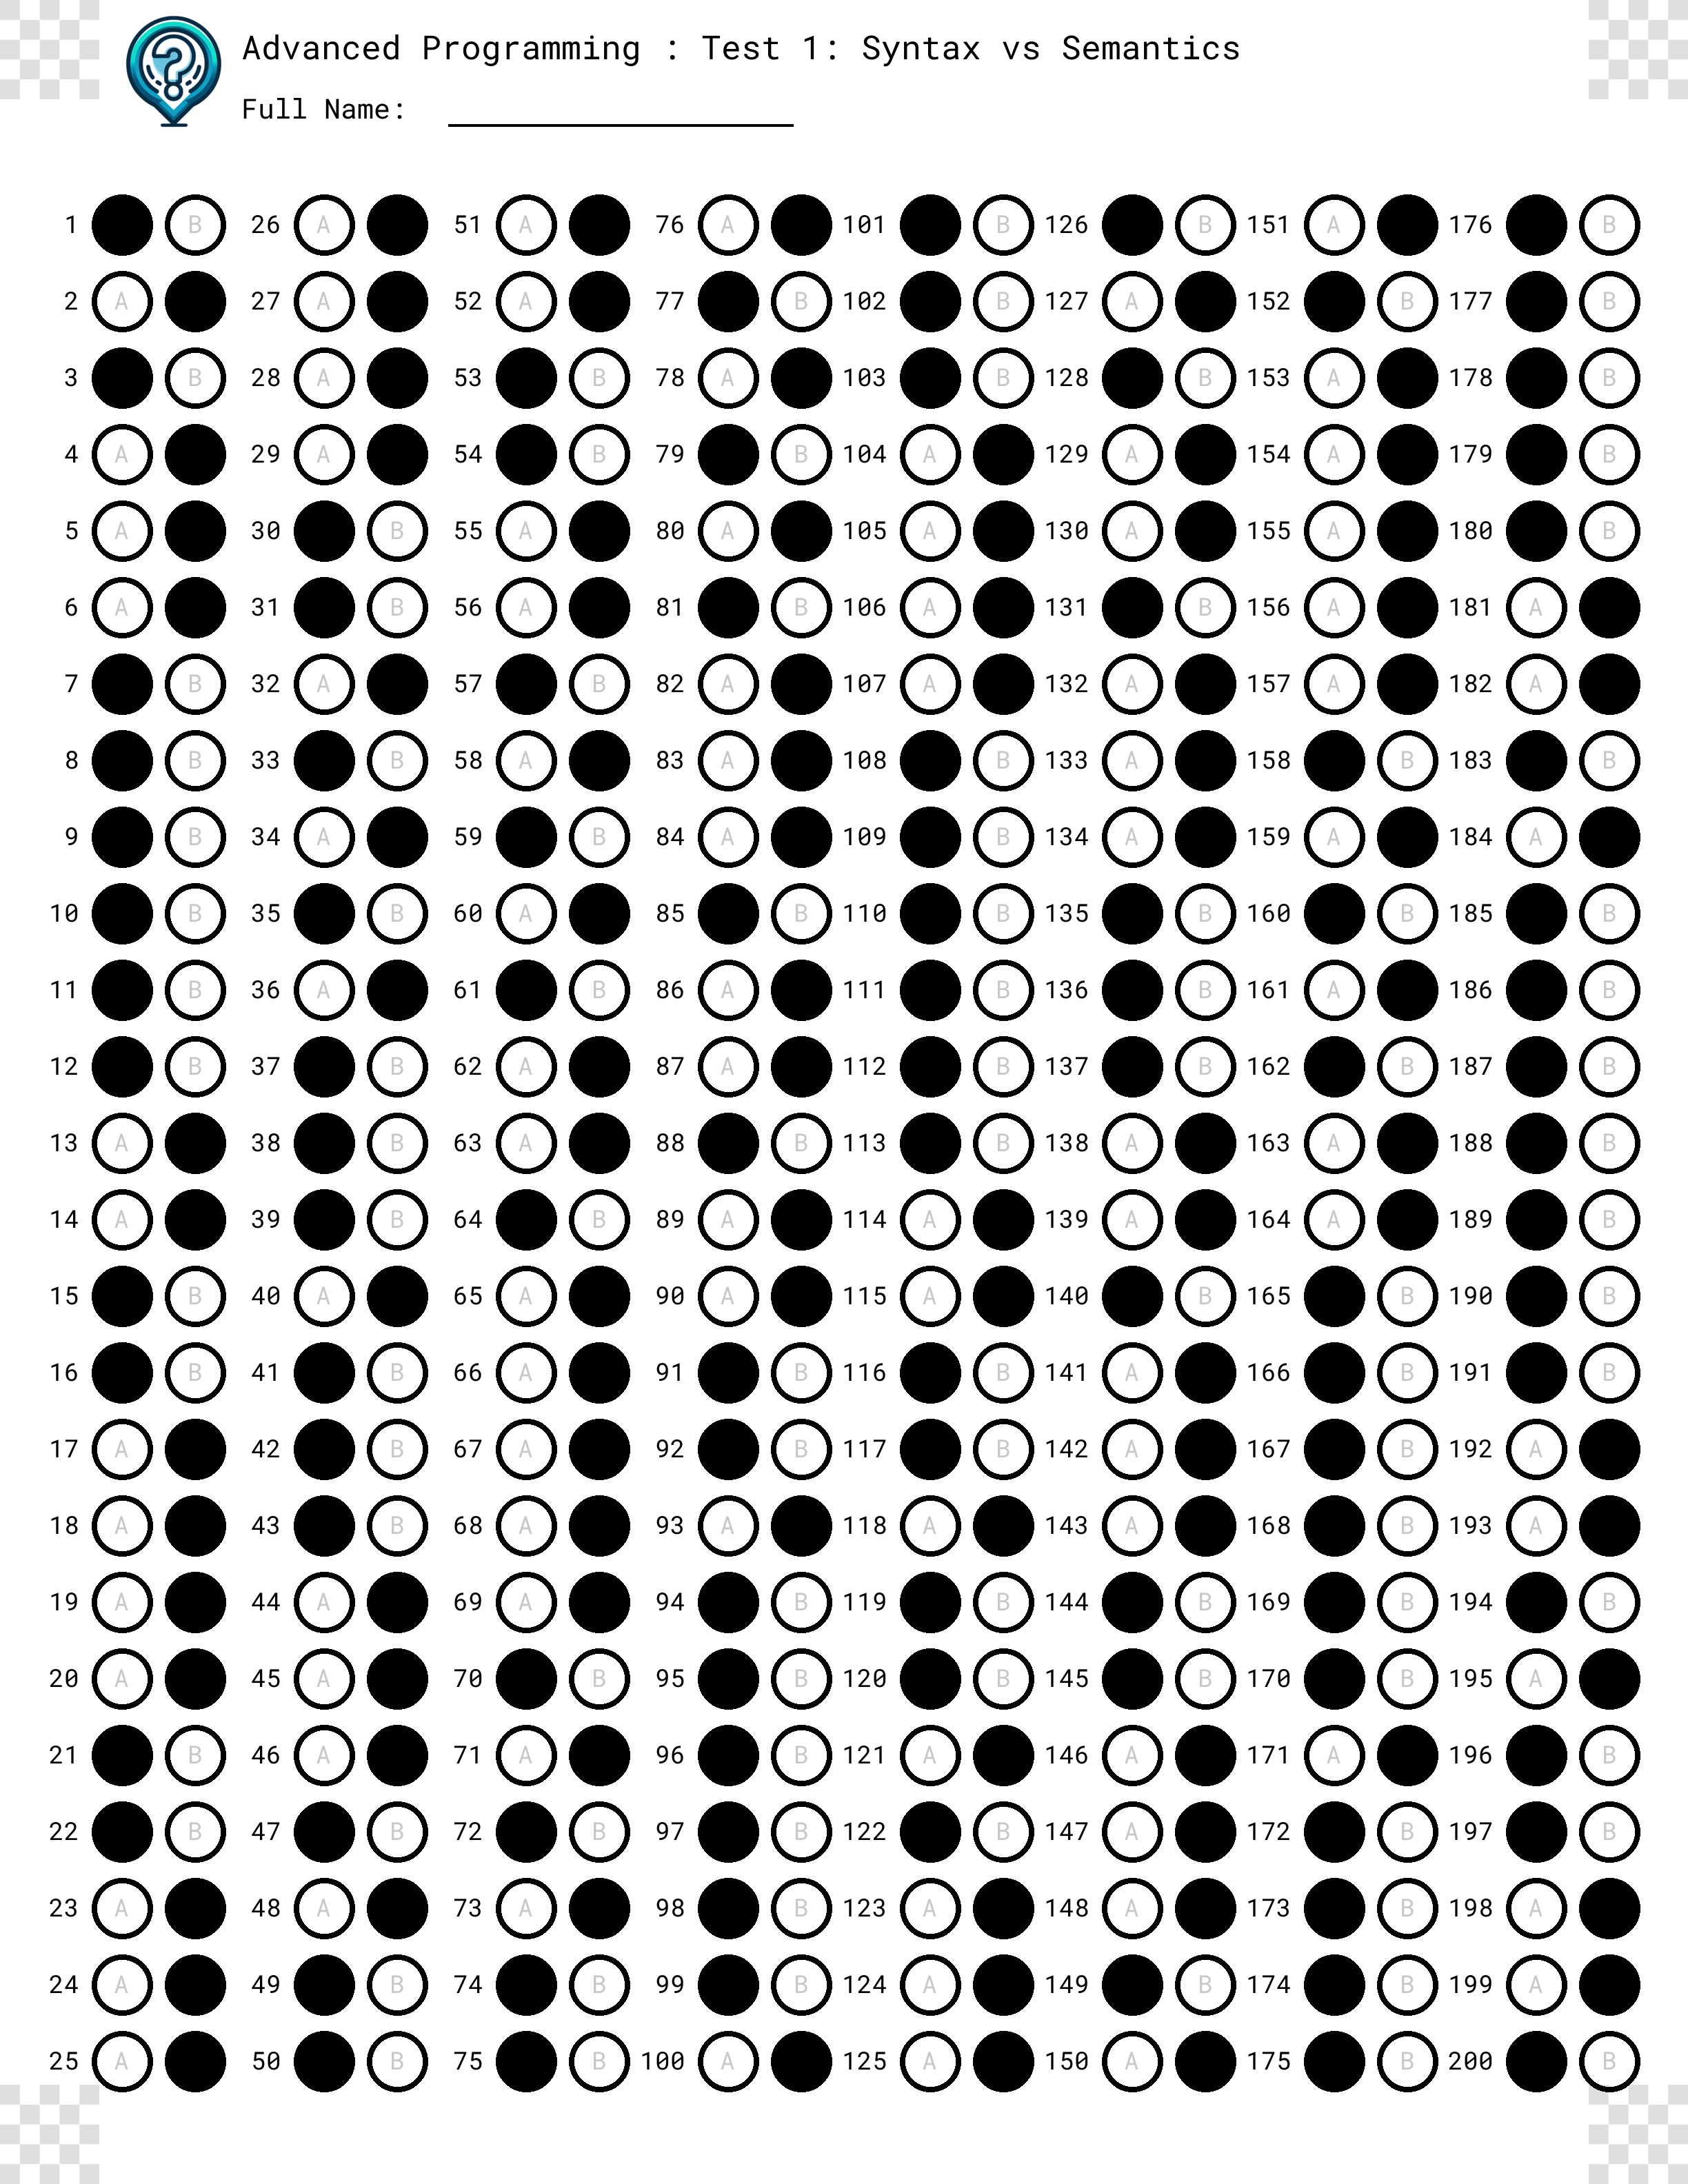 Advanced Programming : Test 1: Syntax vs Semantics
Full Name:
1 B 26 A 51 A 76 A 101 B 126 B 151 A 176 B
2 A 27 A 52 A 77 B 102 B 127 A 152 B 177 B
3 B 28 A 53 B 78 A 103 B 128 B 153 A 178 B
4 A 29 A 54 B 79 B 104 A 129 A 154 A 179 B
5 A 30 B 55 A 80 A 105 A 130 A 155 A 180 B
6 A 31 B 56 A 81 B 106 A 131 B 156 A 181 A
7 B 32 A 57 B 82 A 107 A 132 A 157 A 182 A
8 B 33 B 58 A 83 A 108 B 133 A 158 B 183 B
9 B 34 A 59 B 84 A 109 B 134 A 159 A 184 A
10 B 35 B 60 A 85 B 110 B 135 B 160 B 185 B
11 B 36 A 61 B 86 A 111 B 136 B 161 A 186 B
12 B 37 B 62 A 87 A 112 B 137 B 162 B 187 B
13 A 38 B 63 A 88 B 113 B 138 A 163 A 188 B
14 A 39 B 64 B 89 A 114 A 139 A 164 A 189 B
15 B 40 A 65 A 90 A 115 A 140 B 165 B 190 B
16 B 41 B 66 A 91 B 116 B 141 A 166 B 191 B
17 A 42 B 67 A 92 B 117 B 142 A 167 B 192 A
18 A 43 B 68 A 93 A 118 A 143 A 168 B 193 A
19 A 44 A 69 A 94 B 119 B 144 B 169 B 194 B
20 A 45 A 70 B 95 B 120 B 145 B 170 B 195 A
21 B 46 A 71 A 96 B 121 A 146 A 171 A 196 B
22 B 47 B 72 B 97 B 122 B 147 A 172 B 197 B
23 A 48 A 73 A 98 B 123 A 148 A 173 B 198 A
24 A 49 B 74 B 99 B 124 A 149 B 174 B 199 A
25 A 50 B 75 B 100 A 125 A 150 A 175 B 200 B